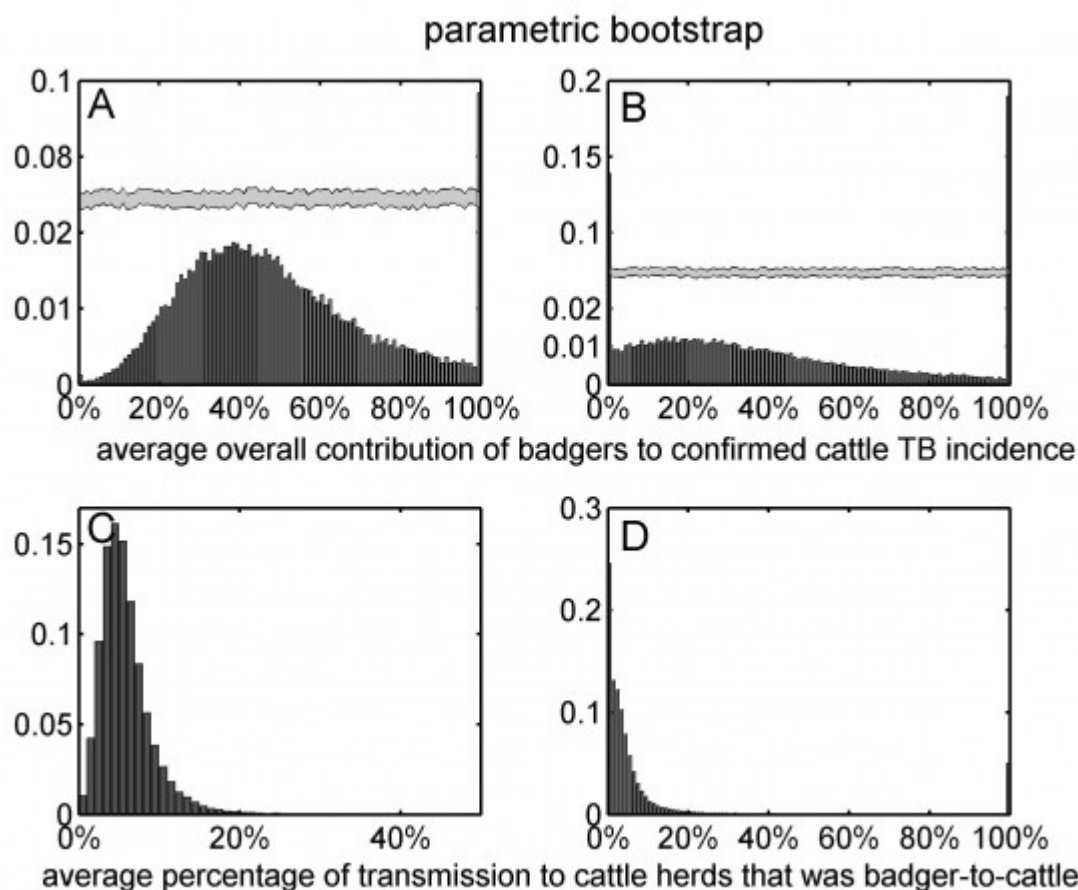 parametric bootstrap
A
0.1
0.08
0.02
0.01
0
0% 20% 40% 60% 80% 100%
B
0.2
0.15
0.1
0.02
0.01
0
0% 20% 40% 60% 80% 100%
average overall contribution of badgers to confirmed cattle TB incidence
C
0.15
0.1
0.05
0
0% 20% 40%
D
0.3
0.2
0.1
0
0% 20% 40% 60% 80% 100%
average percentage of transmission to cattle herds that was badger-to-cattle